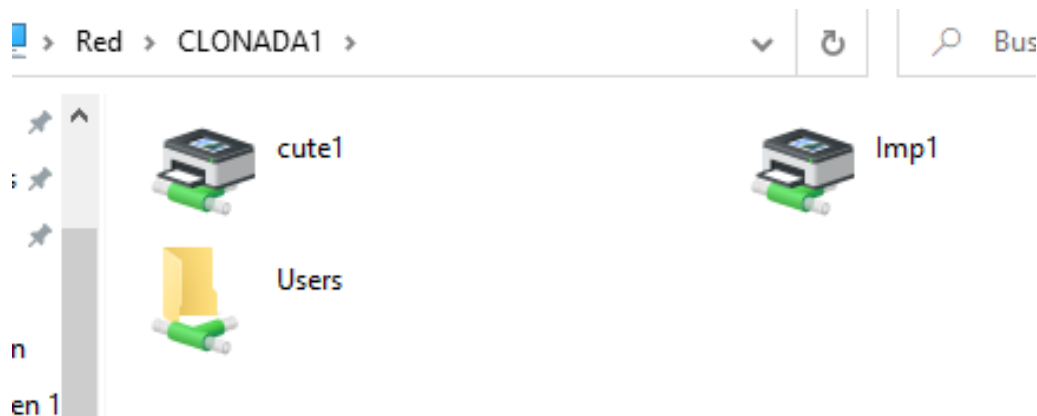 Red > CLONADA1 >
Bus
cute1
Imp1
s
Users
n
en 1